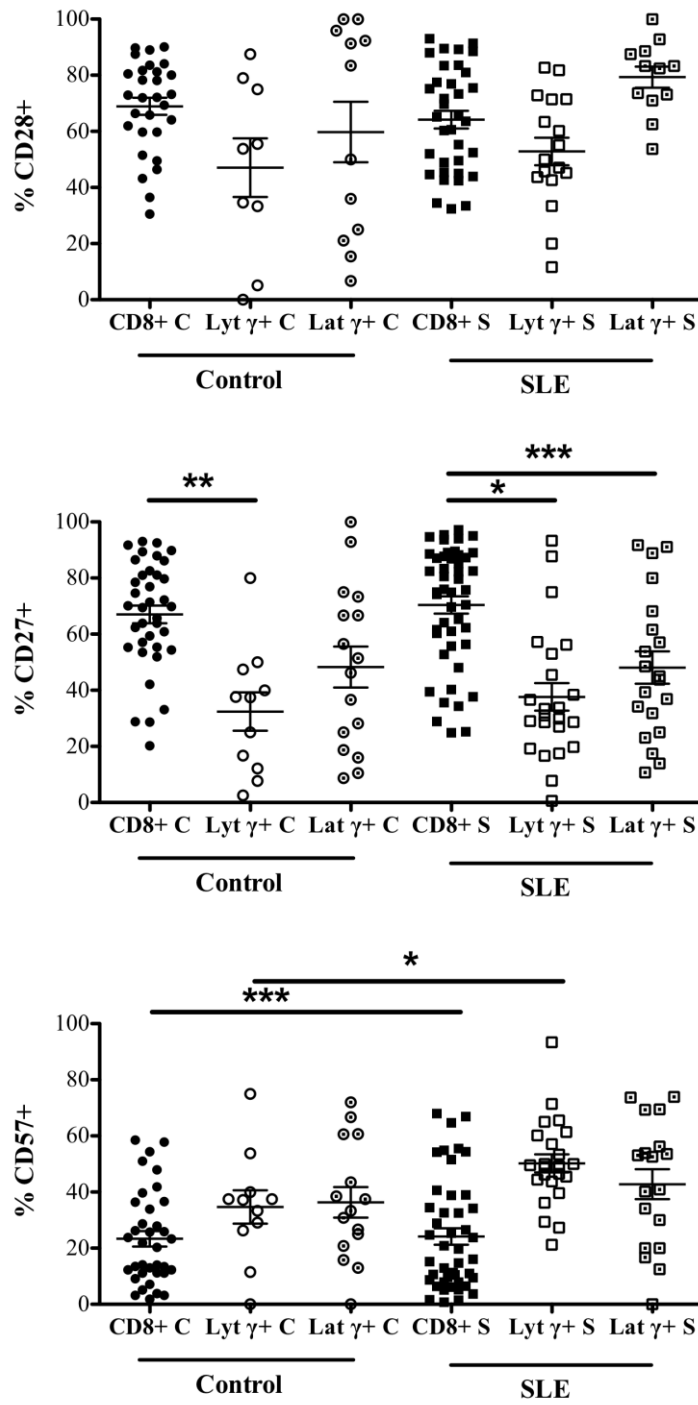 % CD28+
100
80
60
40
20
0
CD8+ C Lyt γ+ C Lat γ+ C CD8+ S Lyt γ+ S Lat γ+ S
Control SLE
% CD27+
** * ***
100
80
60
40
20
0
CD8+ C Lyt γ+ C Lat γ+ C CD8+ S Lyt γ+ S Lat γ+ S
Control SLE
% CD57+
*
***
100
80
60
40
20
0
CD8+ C Lyt γ+ C Lat γ+ C CD8+ S Lyt γ+ S Lat γ+ S
Control SLE